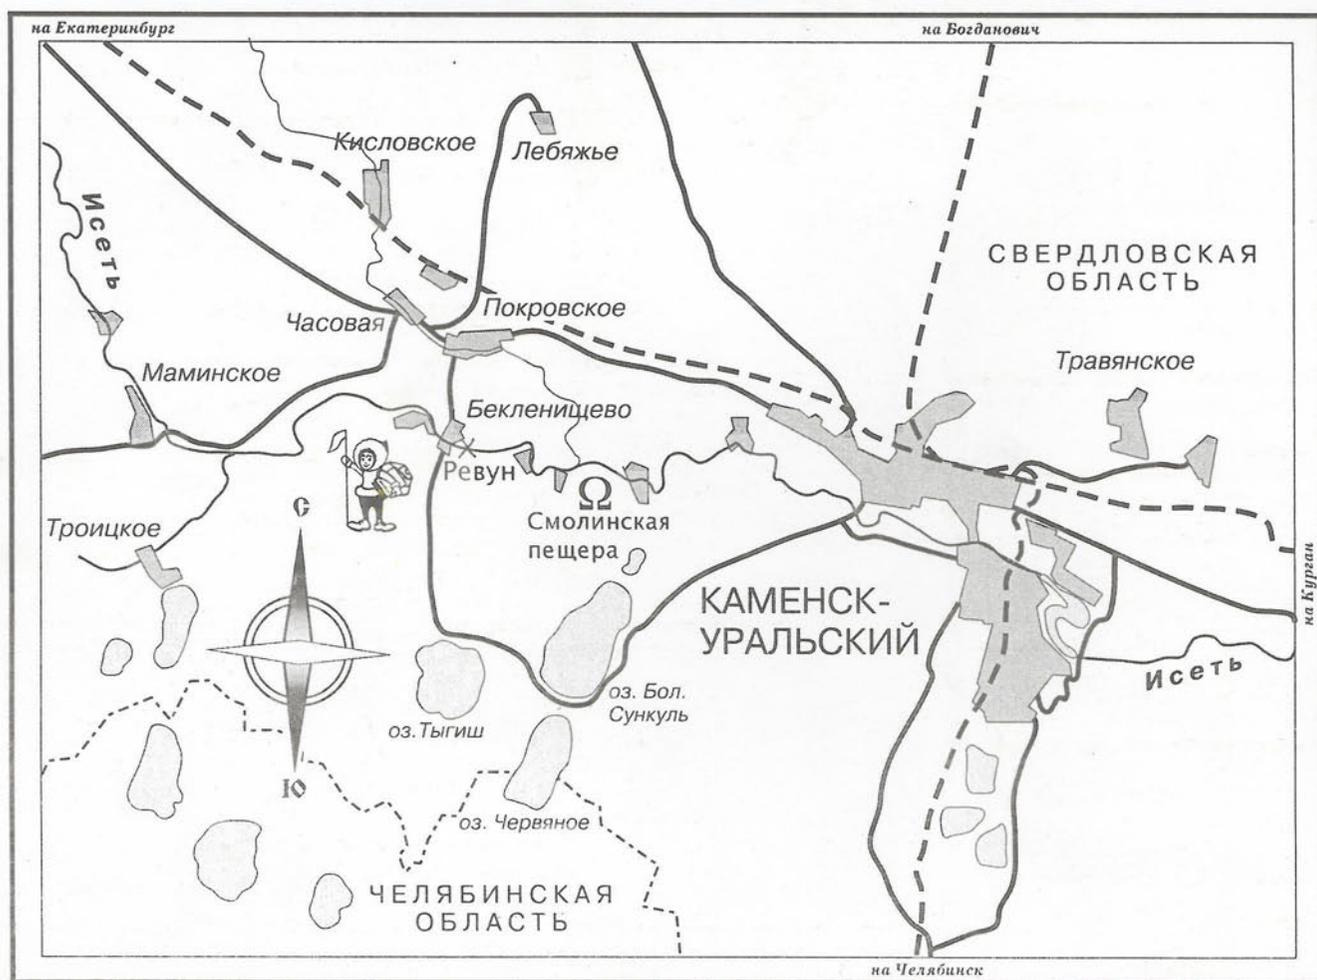 на Екатеринбург
на Богданович
Кисловское
Лебяжье
Исеть
СВЕРДЛОВСКАЯ
ОБЛАСТЬ
Покровское
Часовая
Травянское
Маминское
Бекленищево
Ревун
Ω
С
Смолинская
пещера
Троицкое
на Курган
КАМЕНСК-
УРАЛЬСКИЙ
Исеть
оз. Бол.
Сункуль
оз.Тыгиш
Ю
оз. Червяное
ЧЕЛЯБИНСКАЯ
ОБЛАСТЬ
на Челябинск